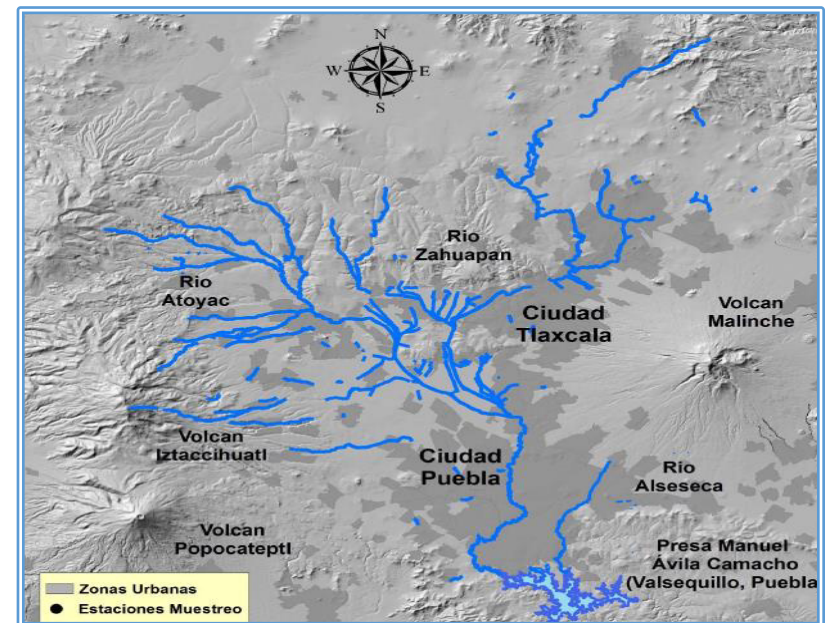 N
W E
S
Rio
Zahuapan
Rio
Atoyac
Ciudad
Tlaxcala
Volcan
Malinche
Volcan
Iztaccihuatl
Ciudad
Puebla
Rio
Alseseca
Volcan
Popocateptl
Presa Manuel
Ávila Camacho
(Valsequillo, Puebla
Zonas Urbanas
Estaciones Muestreo